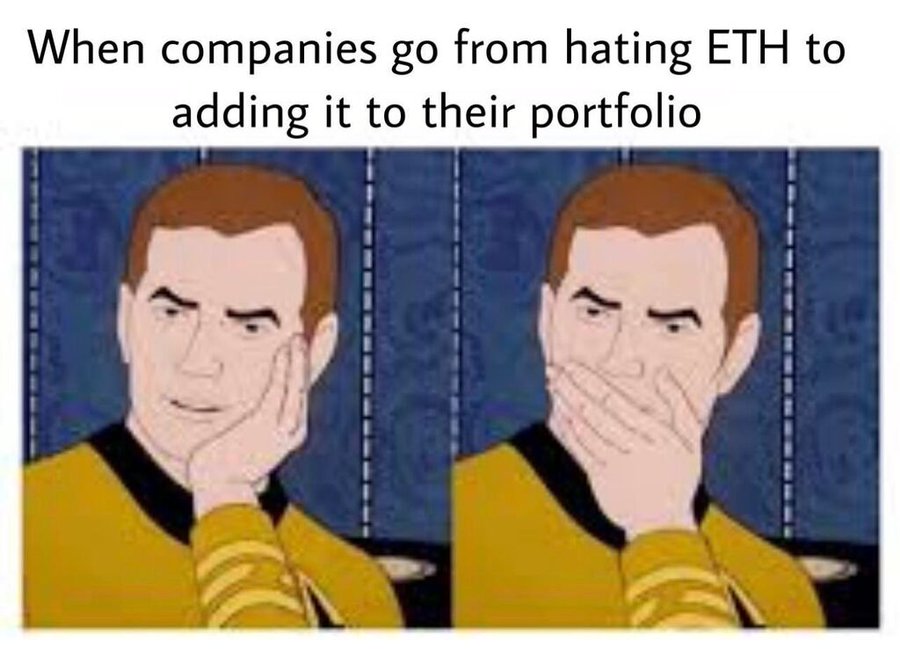 When companies go from hating ETH to
adding it to their portfolio